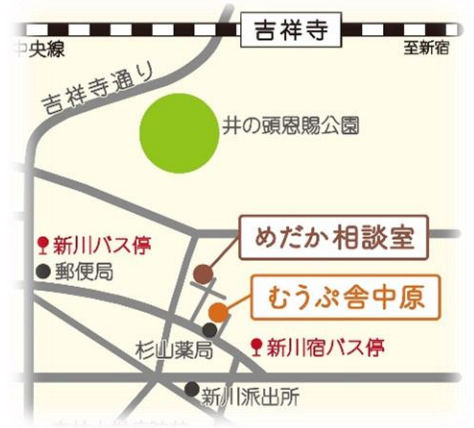 吉祥寺
中央線
至新宿
吉祥寺通り
井の頭恩賜公園
めだか相談室
新川バス停
郵便局
むうぷ舎中原
杉山薬局
新川宿バス停
新川派出所